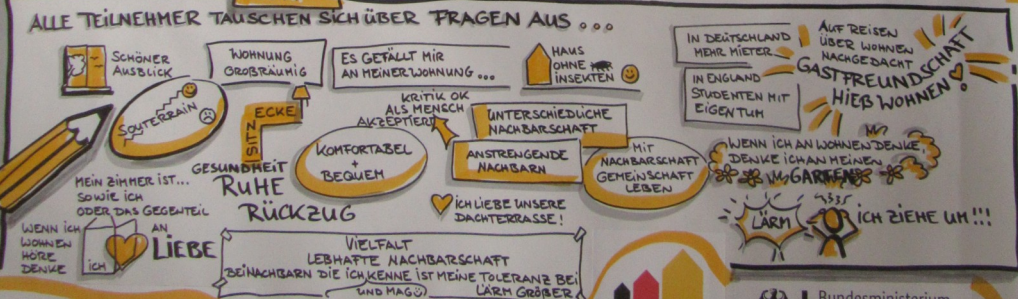 ALLE TEILNEHMER TAUSCHEN SICH ÜBER FRAGEN AUS...
SCHÖNER
AUSBLICK
WOHNUNG
GROßRÄUMIG
ES GEFÄLLT MIR
AN MEINER WOHNUNG...
HAUS
OHNE
INSEKTEN
IN DEUTSCHLAND
MEHR MIETER
IN ENGLAND
STUDENTEN MIT
EIGENTUM
AUF REISEN
ÜBER WOHNEN
NACHGEDACHT
GASTFREUNDSCHAFT
HIEß WOHNEN!
SOUTERRAIN
SITZ
ECKE
KRITIK OK
ALS MENSCH
AKZEPTIERT
UNTERSCHIEDLICHE
NACHBARSCHAFT
ANSTRENGENDE
NACHBARN
MIT
NACHBARSCHAFT
GEMEINSCHAFT
LEBEN
WENN ICH AN WOHNEN DENKE,
DENKE ICH AN MEINEN
GARTEN
GESUNDHEIT
RUHE
RÜCKZUG
KOMFORTABEL
+
BEQUEM
MEIN ZIMMER IST...
SOWIE ICH
ODER DAS GEGENTEIL
WENN ICH
WOHNEN
HÖRE
DENKE
ICH
AN
LIEBE
ICH LIEBE UNSERE
DACHTERRASSE!
LÄRM
ICH ZIEHE UM!!!
VIELFALT
LEBHAFTE NACHBARSCHAFT
BEI NACHBARN DIE ICH KENNE IST MEINE TOLERANZ BEI
UND MAG
LÄRM GRÖßER
Bundesministerium